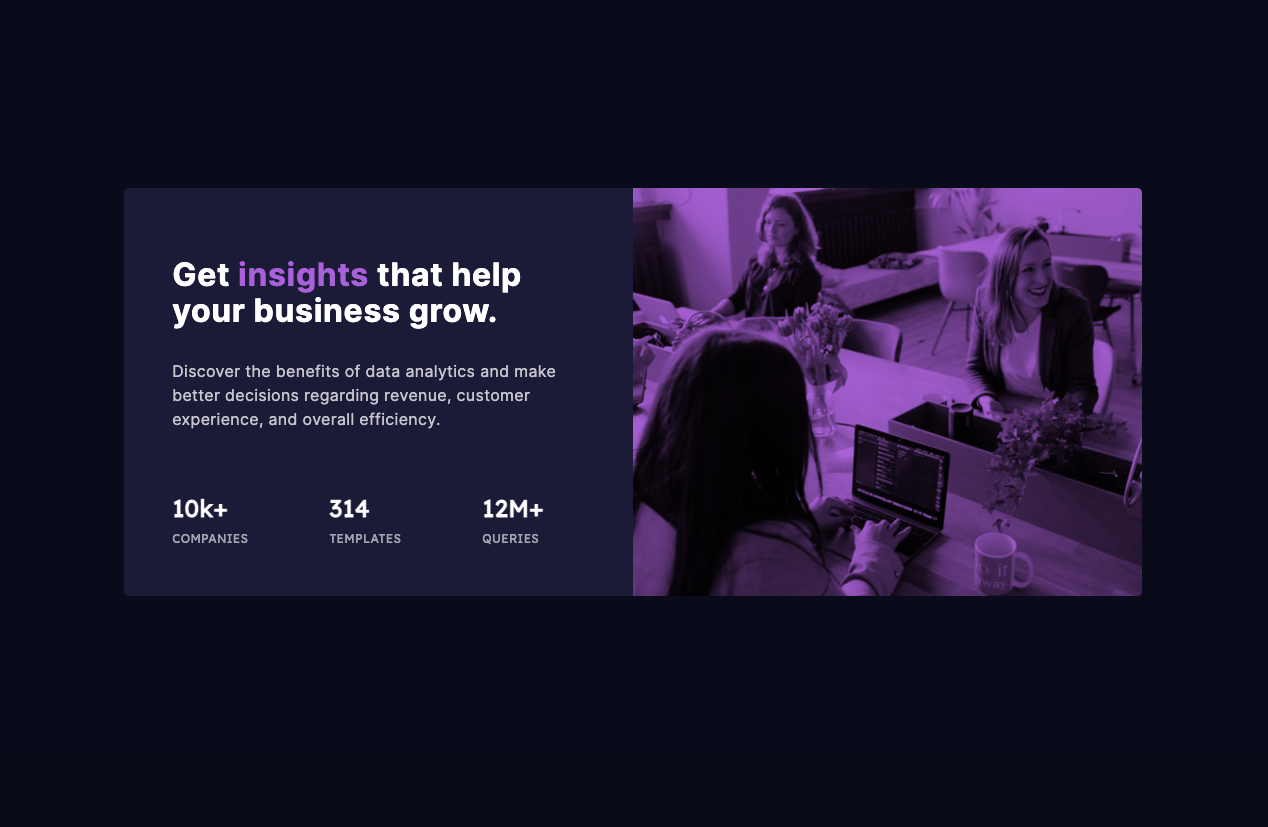 Get insights that help
your business grow.
Discover the benefits of data analytics and make
better decisions regarding revenue, customer
experience, and overall efficiency.
10k+ 314 12M+
COMPANIES TEMPLATES QUERIES